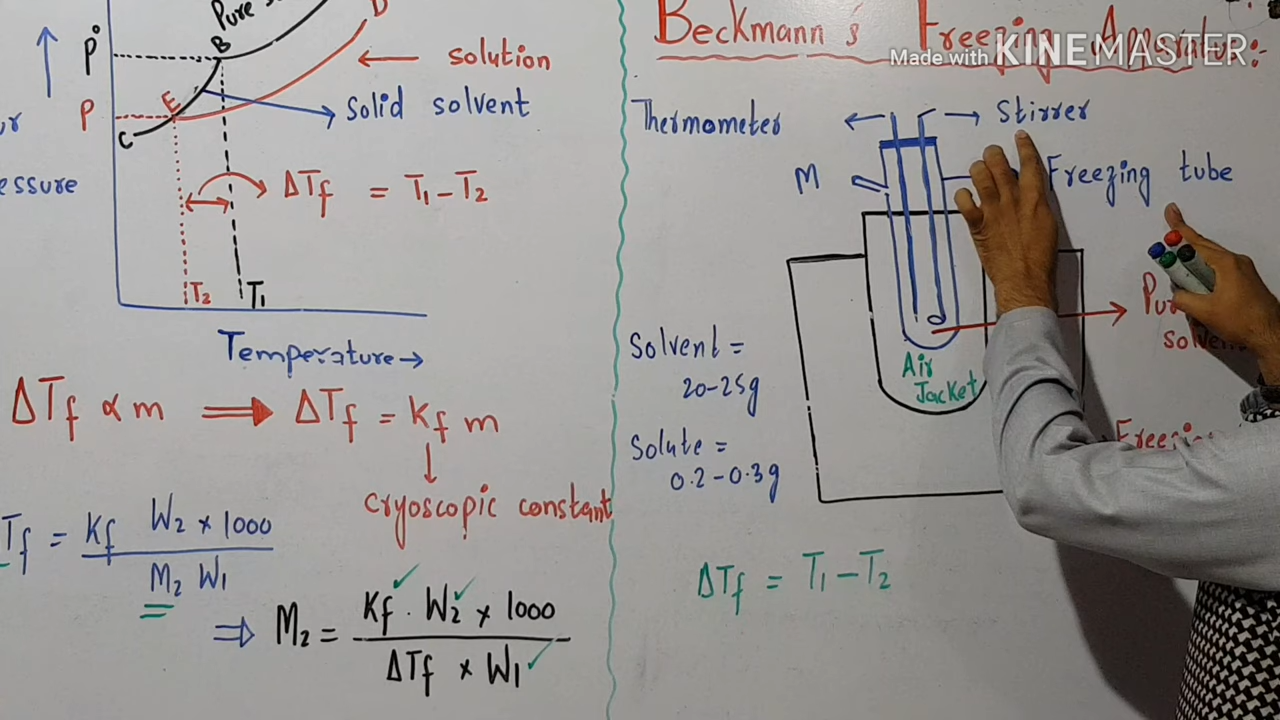 Pure
P°
B
D
← solution
P
E
solid solvent
C
ΔTf = T1 - T2
T2
T1
Temperature →
essure
ΔTf ∝ m ⇒ ΔTf = Kf m
↓
cryoscopic constant
Tf = Kf W2 × 1000
M2 W1
⇒ M2 = Kf . W2 × 1000
ΔTf × W1
Beckmann's Freezing
Made with KINEMASTER
Thermometer
Stirrer
M
Freezing tube
Solvent =
20-25g
Air
Jacket
Solute =
0.2-0.3g
ΔTf = T1 - T2